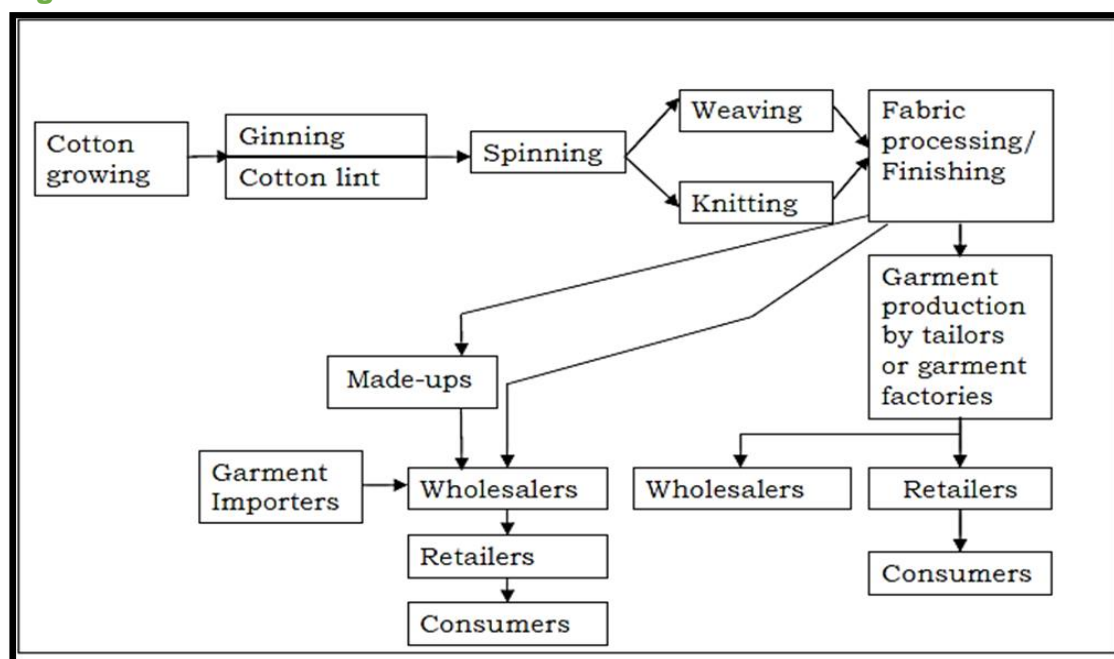 Cotton
growing
Ginning
Cotton lint
Spinning
Weaving
Knitting
Fabric
processing/
Finishing
Garment
production
by tailors
or garment
factories
Made-ups
Garment
Importers
Wholesalers
Wholesalers
Retailers
Retailers
Consumers
Consumers